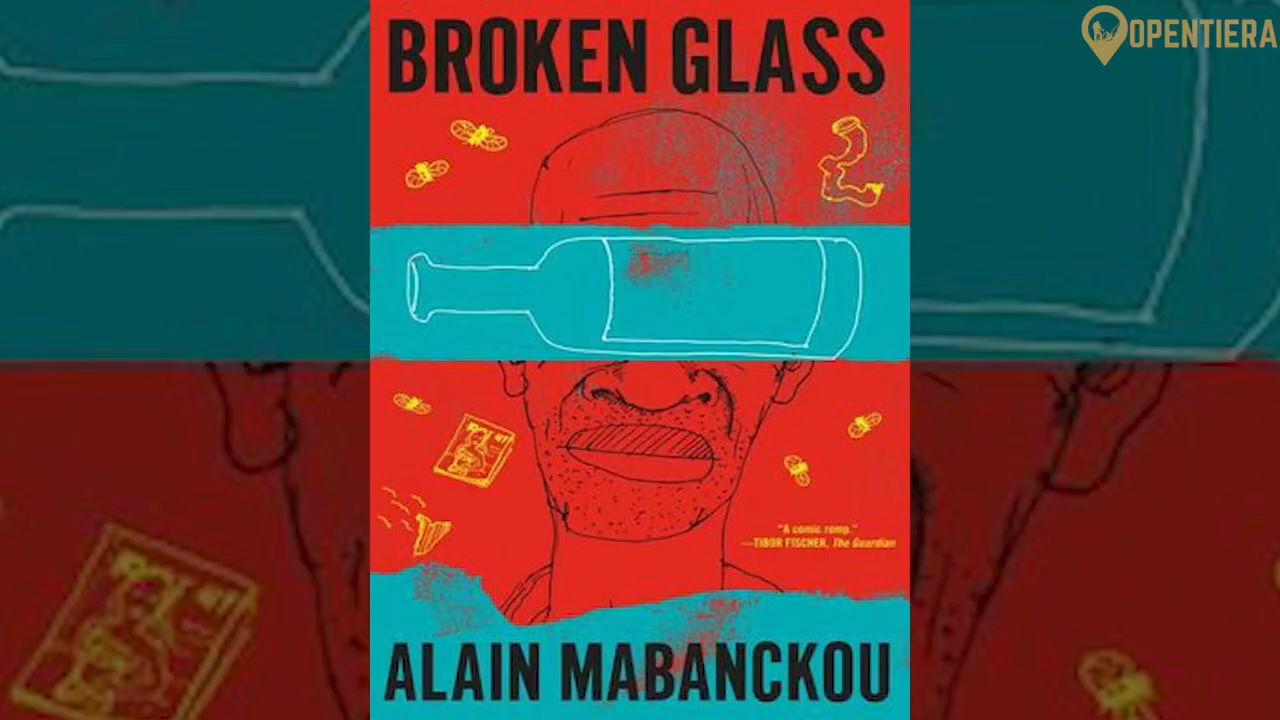 BROKEN GLASS
OPENTIERA
"A comic romp."
—TIBOR FISCHER, The Guardian
ALAIN MABANCKOU